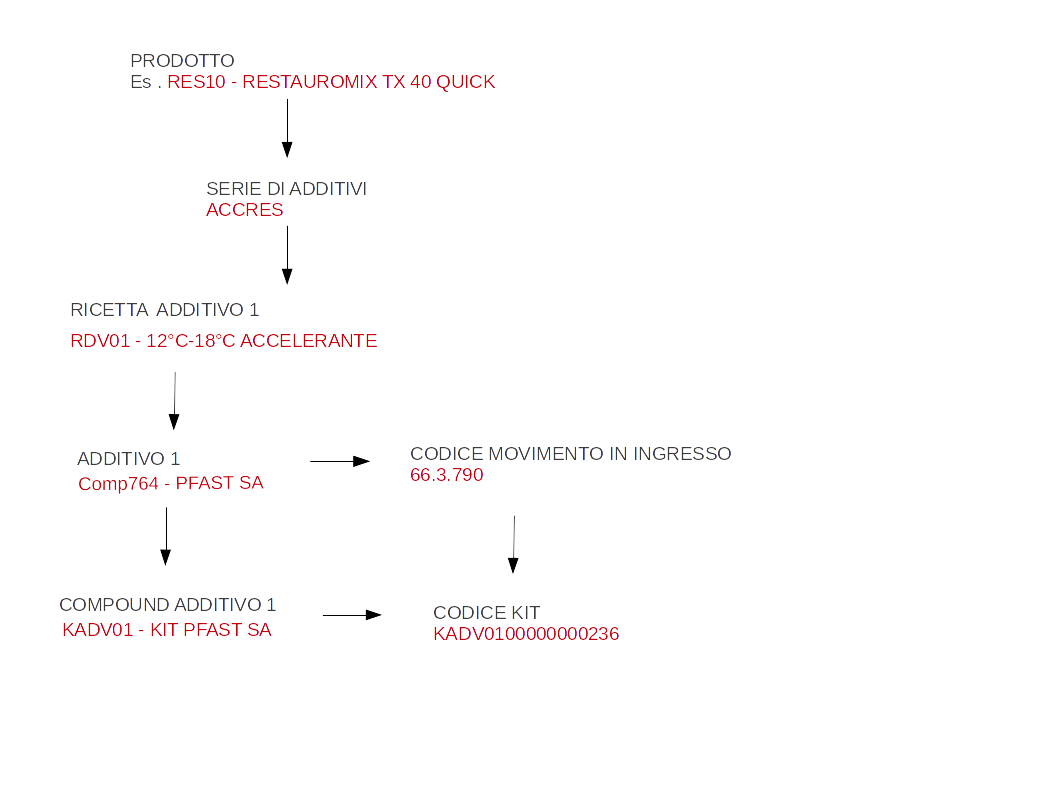 PRODOTTO
Es . RES10 - RESTAUROMIX TX 40 QUICK
SERIE DI ADDITIVI
ACCRES
RICETTA ADDITIVO 1
RDV01 - 12°C-18°C ACCELERANTE
ADDITIVO 1
Comp764 - PFAST SA
CODICE MOVIMENTO IN INGRESSO
66.3.790
COMPOUND ADDITIVO 1
KADV01 - KIT PFAST SA
CODICE KIT
KADV0100000000236